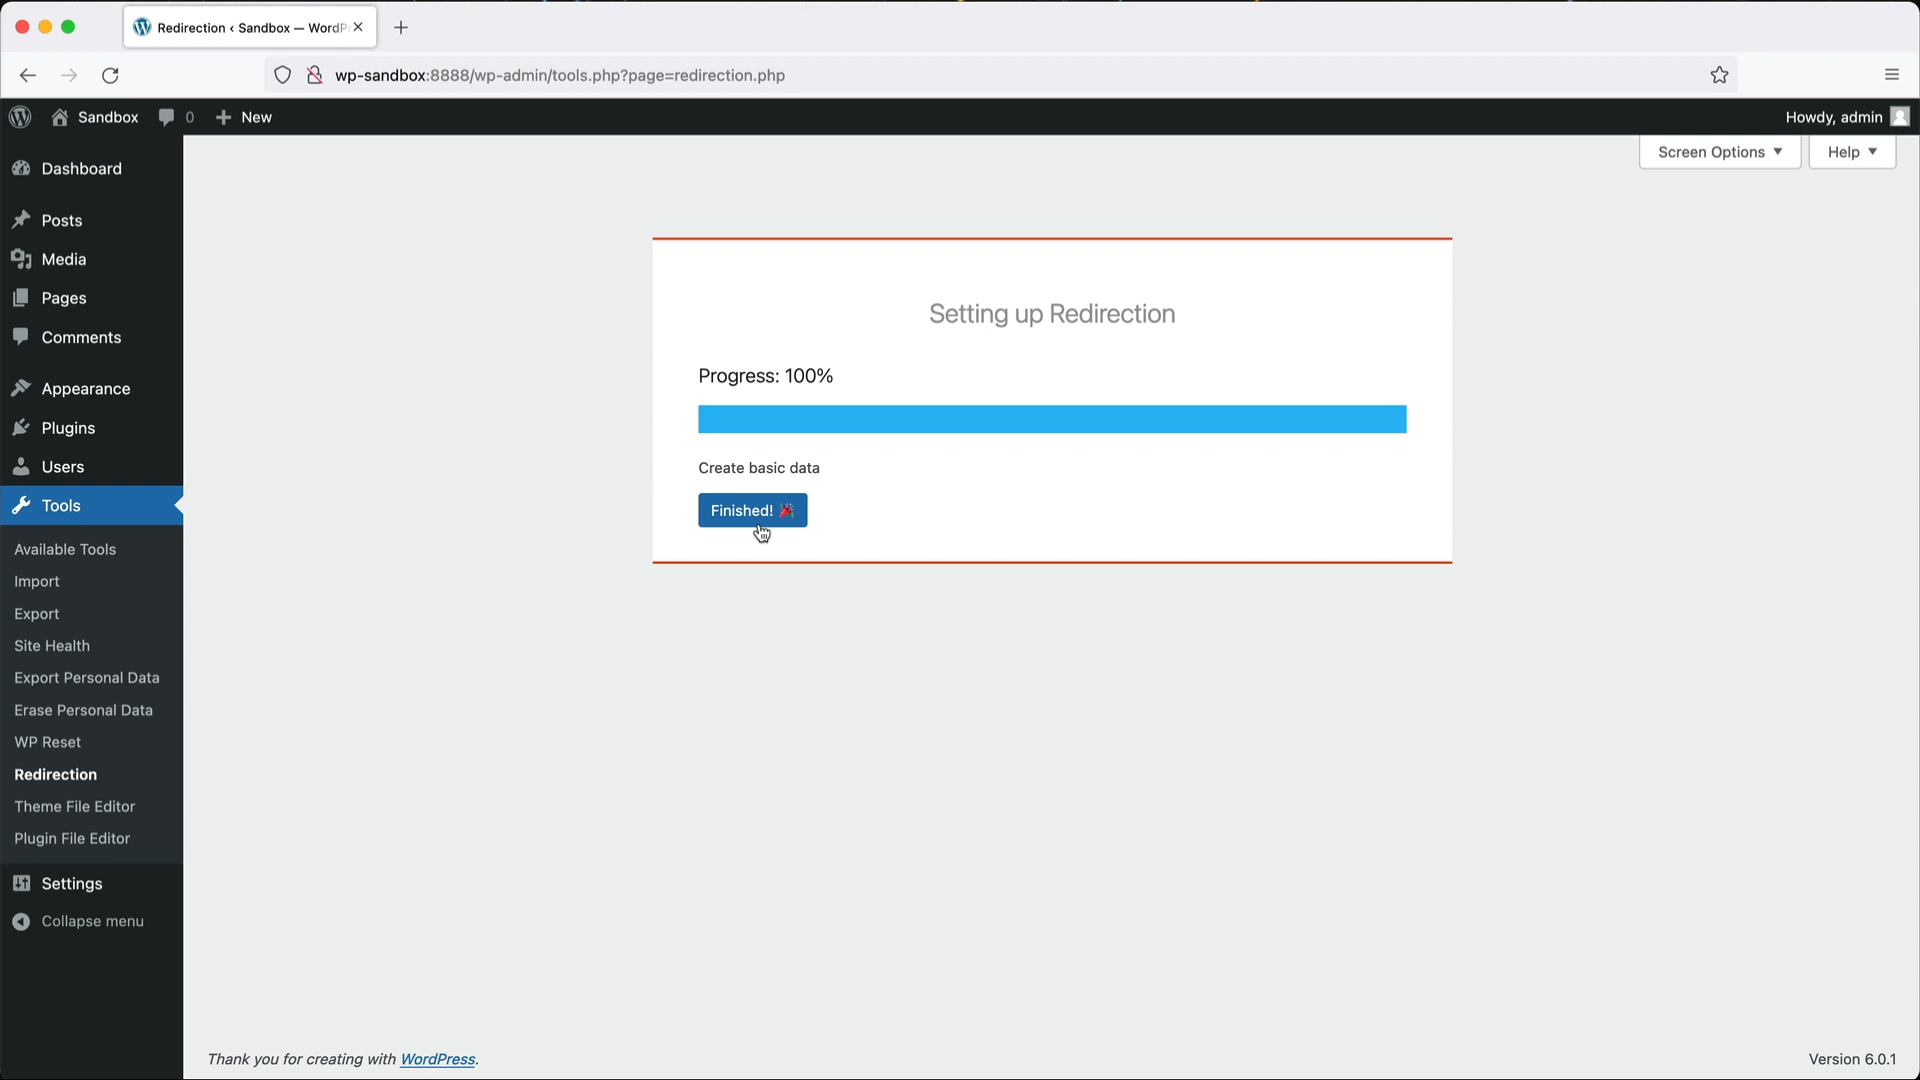 Redirection ‹ Sandbox — WordP
wp-sandbox:8888/wp-admin/tools.php?page=redirection.php
Sandbox 0 New Howdy, admin
Screen Options Help
Dashboard
Posts
Media
Pages
Comments
Appearance
Plugins
Users
Tools
Available Tools
Import
Export
Site Health
Export Personal Data
Erase Personal Data
WP Reset
Redirection
Theme File Editor
Plugin File Editor
Settings
Collapse menu
Setting up Redirection
Progress: 100%
Create basic data
Finished! 🎉
Thank you for creating with WordPress.
Version 6.0.1